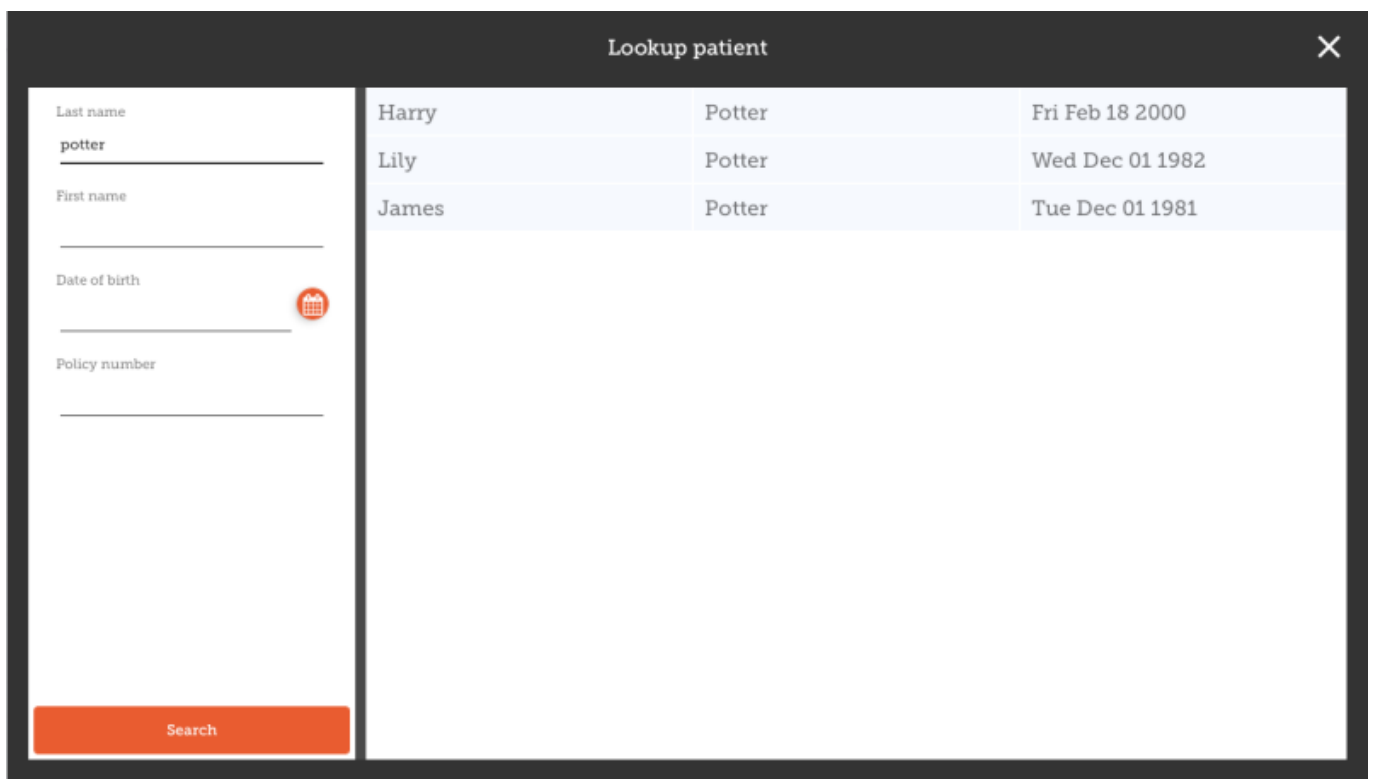 Lookup patient
Last name
potter
First name
Date of birth
Policy number
Search
Harry Potter Fri Feb 18 2000
Lily Potter Wed Dec 01 1982
James Potter Tue Dec 01 1981